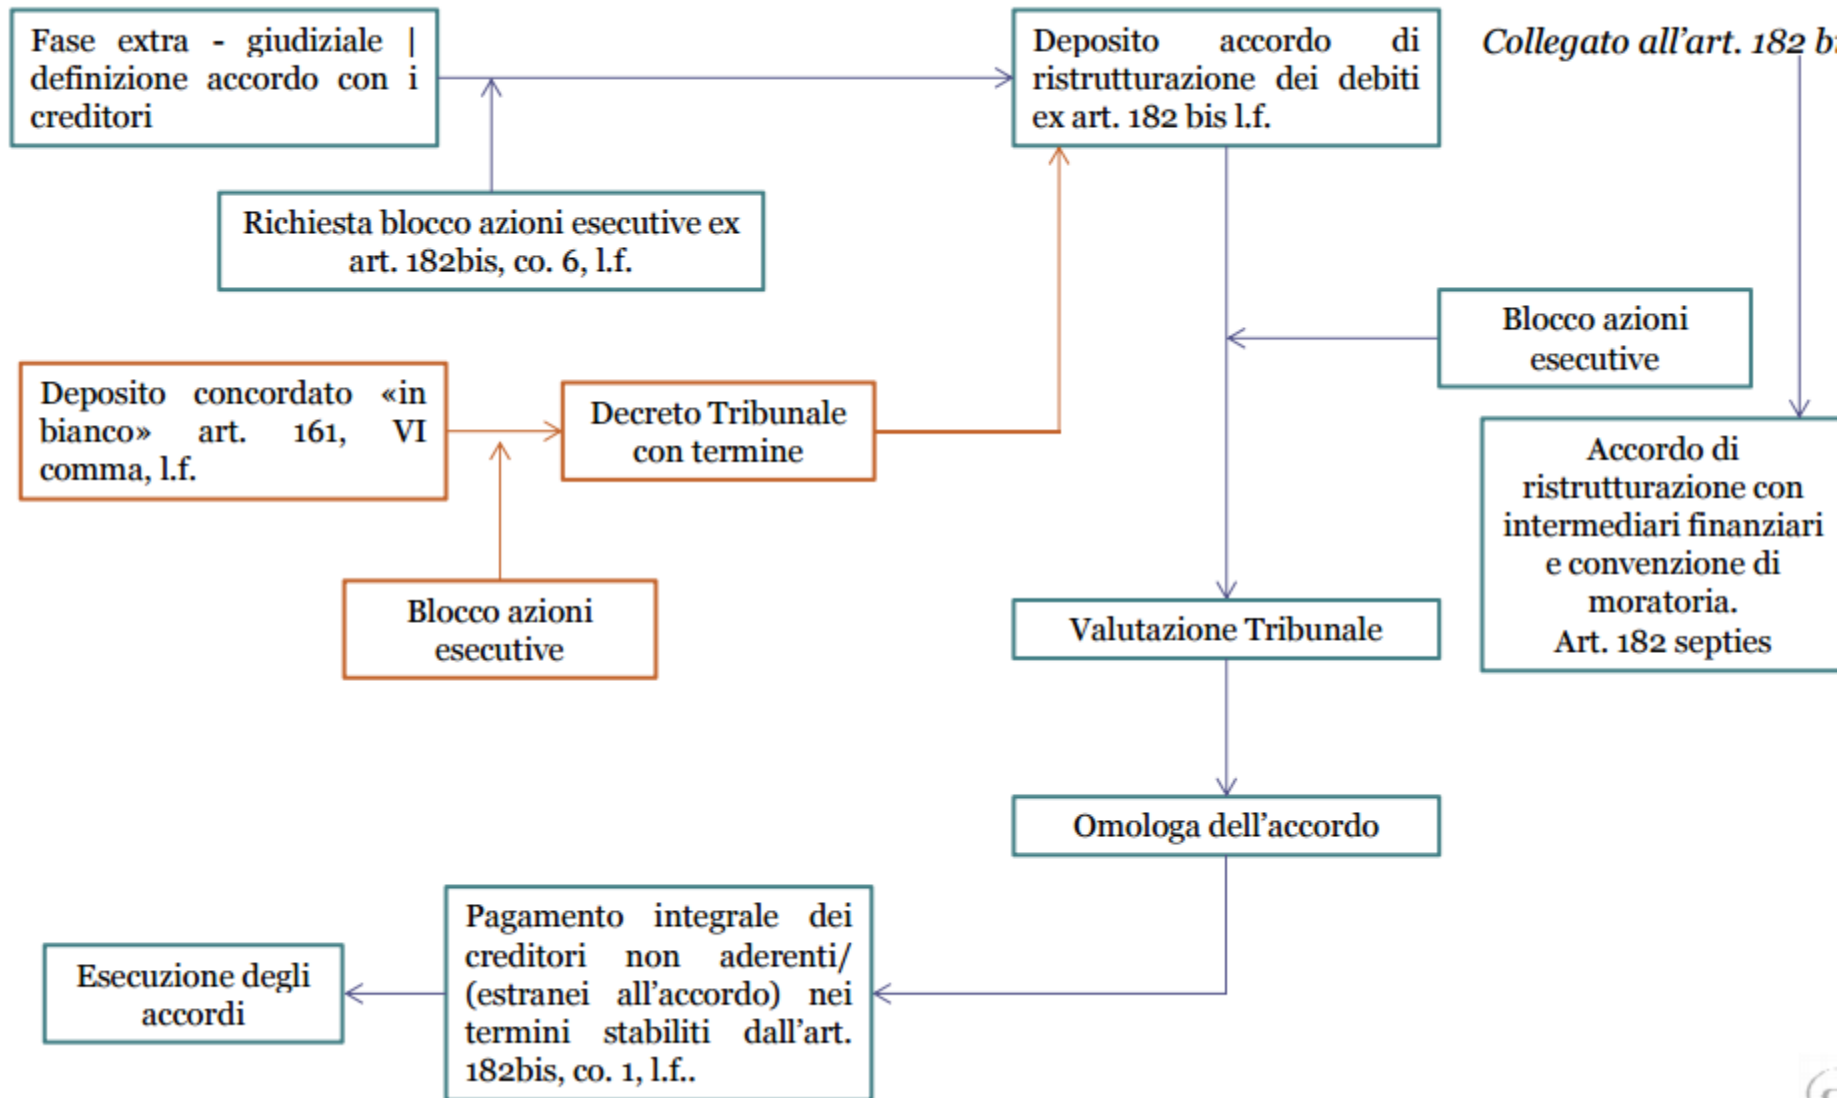 Fase extra - giudiziale |
definizione accordo con i
creditori
Deposito accordo di
ristrutturazione dei debiti
ex art. 182 bis l.f.
Collegato all’art. 182
Richiesta blocco azioni esecutive ex
art. 182bis, co. 6, l.f.
Blocco azioni
esecutive
Deposito concordato «in
bianco» art. 161, VI
comma, l.f.
Decreto Tribunale
con termine
Accordo di
ristrutturazione con
intermediari finanziari
e convenzione di
moratoria.
Art. 182 septies
Blocco azioni
esecutive
Valutazione Tribunale
Omologa dell’accordo
Pagamento integrale dei
creditori non aderenti/
(estranei all’accordo) nei
termini stabiliti dall’art.
182bis, co. 1, l.f..
Esecuzione degli
accordi